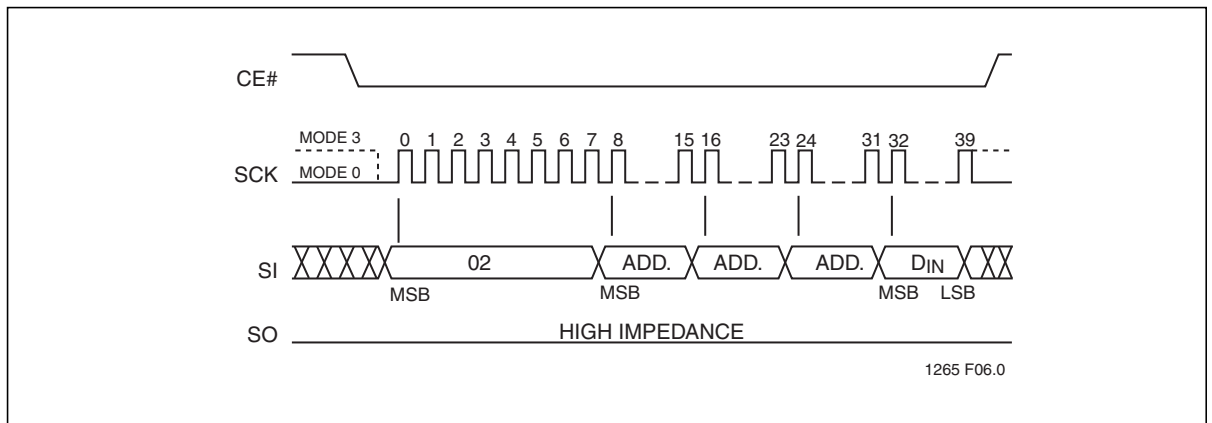 CE#
MODE 3
0 1 2 3 4 5 6 7 8 15 16 23 24 31 32 39
SCK
MODE 0
SI
02 ADD. ADD. ADD. DIN
MSB MSB MSB LSB
SO
HIGH IMPEDANCE
1265 F06.0